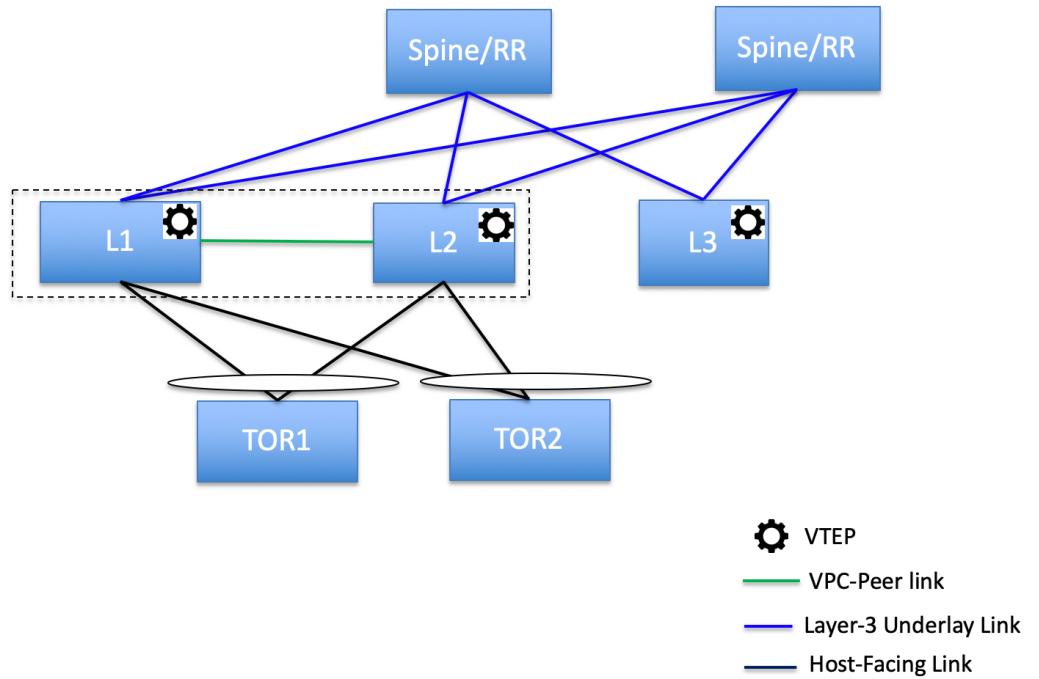 Spine/RR
Spine/RR
L1
L2
L3
TOR1
TOR2
VTEP
VPC-Peer link
Layer-3 Underlay Link
Host-Facing Link